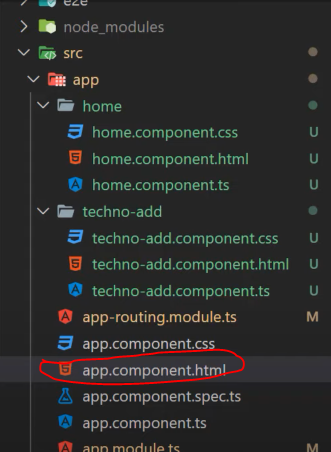 e2e
node_modules
src
app
home
home.component.css U
home.component.html U
home.component.ts U
techno-add
techno-add.component.css U
techno-add.component.html U
techno-add.component.ts U
app-routing.module.ts M
app.component.css
app.component.html
app.component.spec.ts
app.component.ts
app.module.ts M